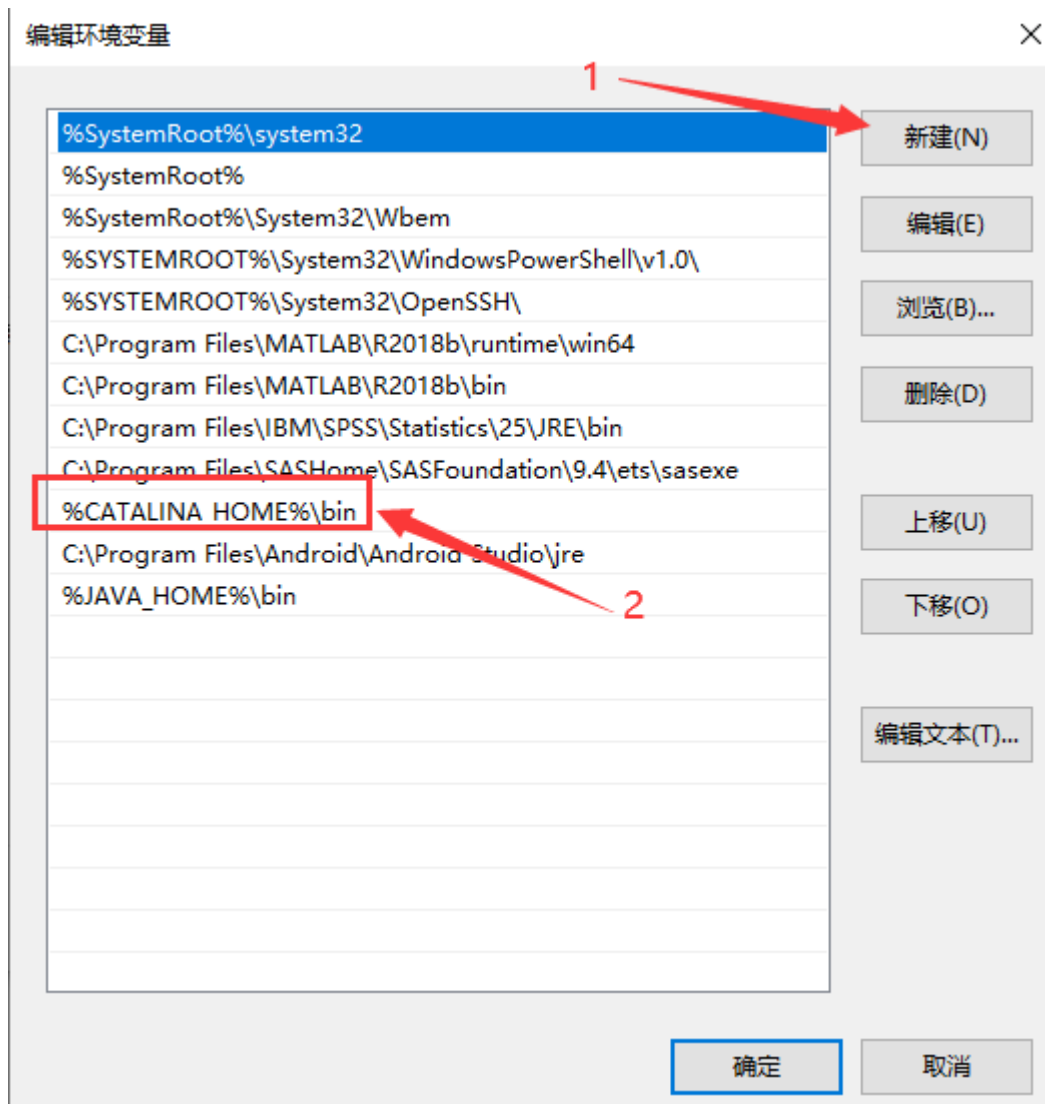 编辑环境变量
1
%SystemRoot%\system32
新建(N)
%SystemRoot%
%SystemRoot%\System32\Wbem
编辑(E)
%SYSTEMROOT%\System32\WindowsPowerShell\v1.0\
%SYSTEMROOT%\System32\OpenSSH\
浏览(B)...
C:\Program Files\MATLAB\R2018b\runtime\win64
C:\Program Files\MATLAB\R2018b\bin
删除(D)
C:\Program Files\IBM\SPSS\Statistics\25\JRE\bin
C:\Program Files\SASHome\SASFoundation\9.4\ets\sasexe
%CATALINA_HOME%\bin
上移(U)
C:\Program Files\Android\Android Studio\jre
%JAVA_HOME%\bin
2
下移(O)
编辑文本(T)...
确定
取消